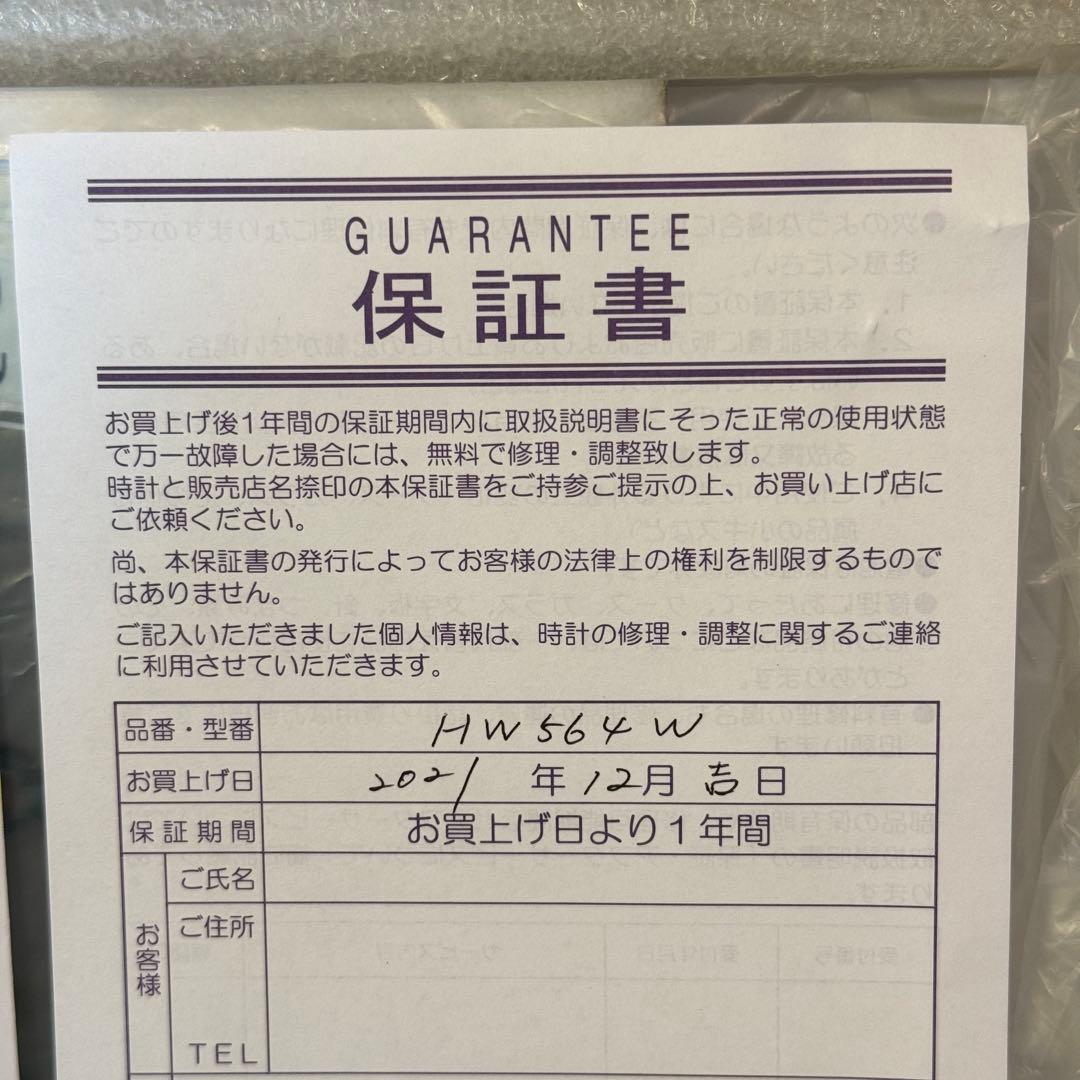 GUARANTEE
保証書
お買上げ後1年間の保証期間内に取扱説明書にそった正常の使用状態
で万一故障した場合には、無料で修理・調整致します。
時計と販売店名捺印の本保証書をご持参ご提示の上、お買い上げ店に
ご依頼ください。
尚、本保証書の発行によってお客様の法律上の権利を制限するもので
はありません。
ご記入いただきました個人情報は、時計の修理・調整に関するご連絡
に利用させていただきます。
品番・型番 HW564W
お買上げ日 2021年12月吉日
保証期間 お買上げ日より1年間
お客様
ご氏名
ご住所
TEL